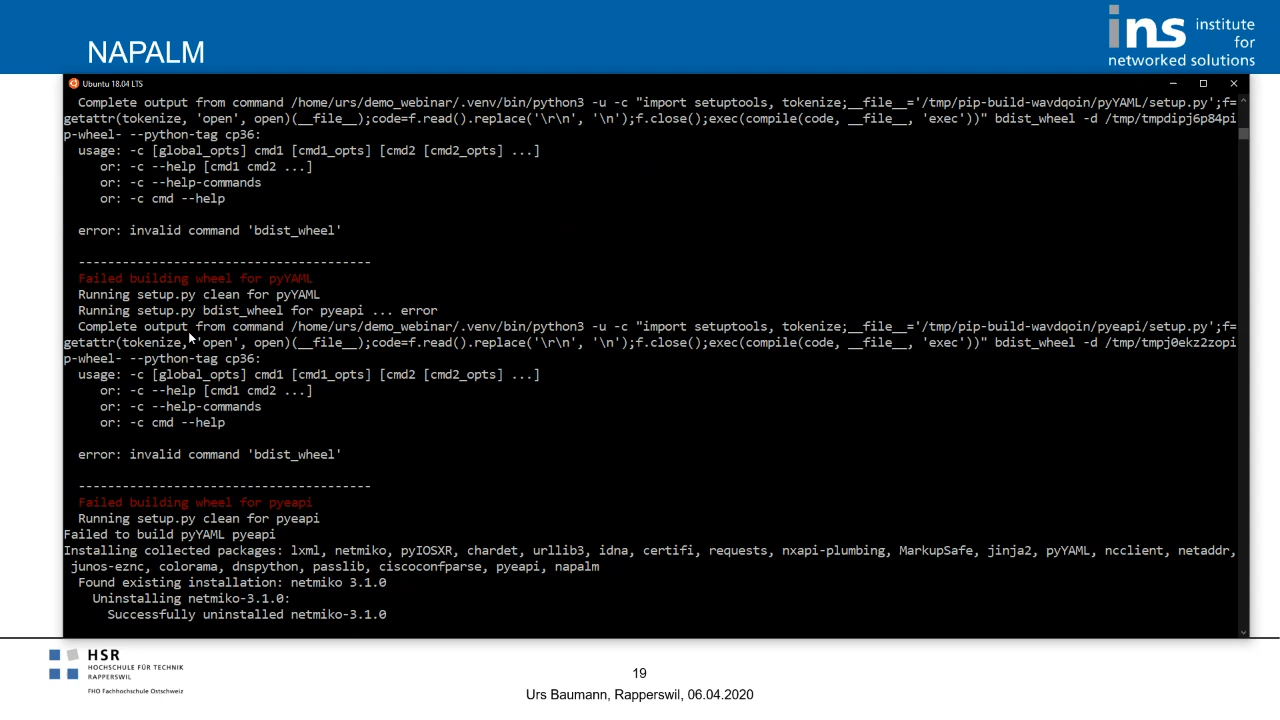 NAPALM
ins institute
for
networked solutions
Ubuntu 18.04 LTS
Complete output from command /home/urs/demo_webinar/.venv/bin/python3 -u -c "import setuptools, tokenize;__file__='/tmp/pip-build-wavdqoin/pyYAML/setup.py';f=
getattr(tokenize, 'open', open)(__file__);code=f.read().replace('\r\n', '\n');f.close();exec(compile(code, __file__, 'exec'))" bdist_wheel -d /tmp/tmpdipj6p84pi
p-wheel- --python-tag cp36:
usage: -c [global_opts] cmd1 [cmd1_opts] [cmd2 [cmd2_opts] ...]
or: -c --help [cmd1 cmd2 ...]
or: -c --help-commands
or: -c cmd --help
error: invalid command 'bdist_wheel'
----------------------------------------
Failed building wheel for pyYAML
Running setup.py clean for pyYAML
Running setup.py bdist_wheel for pyeapi ... error
Complete output from command /home/urs/demo_webinar/.venv/bin/python3 -u -c "import setuptools, tokenize;__file__='/tmp/pip-build-wavdqoin/pyeapi/setup.py';f=
getattr(tokenize, 'open', open)(__file__);code=f.read().replace('\r\n', '\n');f.close();exec(compile(code, __file__, 'exec'))" bdist_wheel -d /tmp/tmpj0ekz2zopi
p-wheel- --python-tag cp36:
usage: -c [global_opts] cmd1 [cmd1_opts] [cmd2 [cmd2_opts] ...]
or: -c --help [cmd1 cmd2 ...]
or: -c --help-commands
or: -c cmd --help
error: invalid command 'bdist_wheel'
----------------------------------------
Failed building wheel for pyeapi
Running setup.py clean for pyeapi
Failed to build pyYAML pyeapi
Installing collected packages: lxml, netmiko, pyIOSXR, chardet, urllib3, idna, certifi, requests, nxapi-plumbing, MarkupSafe, jinja2, pyYAML, ncclient, netaddr,
junos-eznc, colorama, dnspython, passlib, ciscoconfparse, pyeapi, napalm
Found existing installation: netmiko 3.1.0
Uninstalling netmiko-3.1.0:
Successfully uninstalled netmiko-3.1.0
HSR
HOCHSCHULE FÜR TECHNIK
RAPPERSWIL
FHO Fachhochschule Ostschweiz
19
Urs Baumann, Rapperswil, 06.04.2020